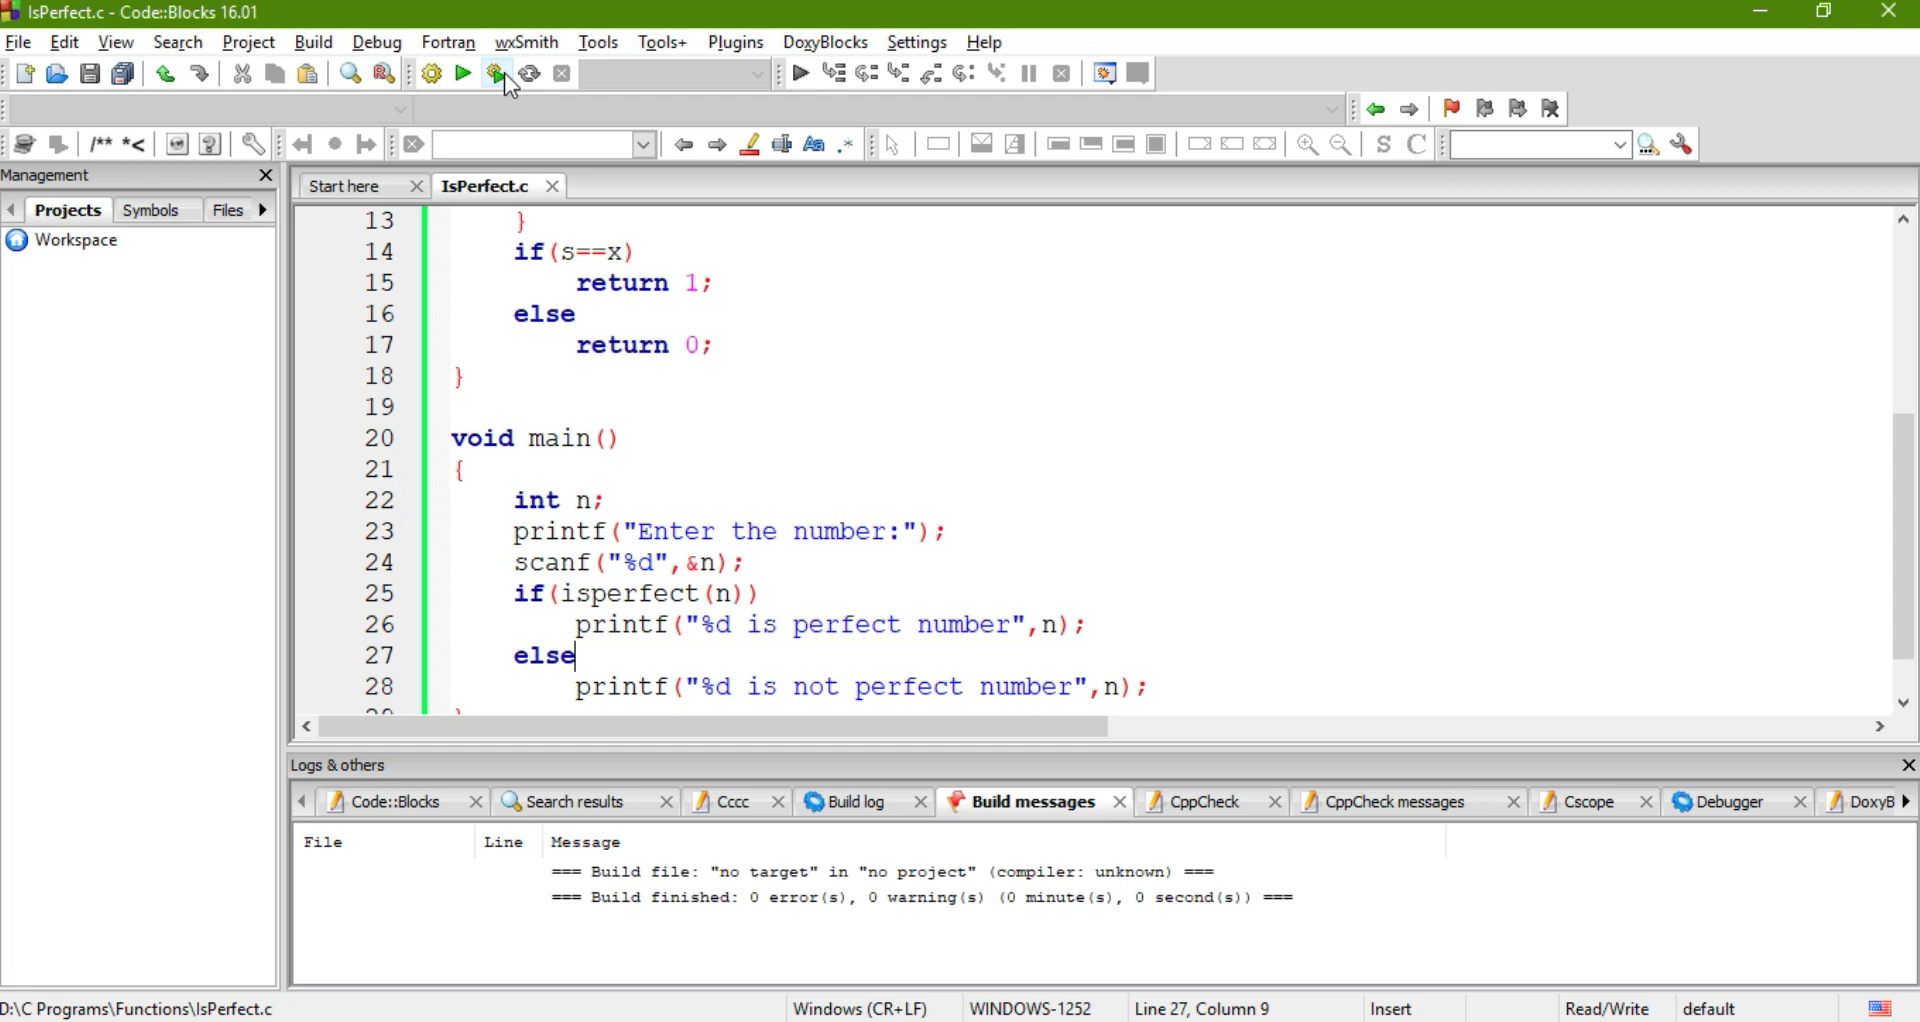 IsPerfect.c - Code::Blocks 16.01
File Edit View Search Project Build Debug Fortran wxSmith Tools Tools+ Plugins DoxyBlocks Settings Help
/** *<
Aa .* S C
Management
Start here IsPerfect.c
Projects Symbols Files
Workspace
13 }
14 if(s==x)
15 return 1;
16 else
17 return 0;
18 }
19
20 void main()
21 {
22 int n;
23 printf("Enter the number:");
24 scanf("%d",&n);
25 if(isperfect(n))
26 printf("%d is perfect number",n);
27 else
28 printf("%d is not perfect number",n);
Logs & others
Code::Blocks Search results Cccc Build log Build messages CppCheck CppCheck messages Cscope Debugger DoxyB
File Line Message
=== Build file: "no target" in "no project" (compiler: unknown) ===
=== Build finished: 0 error(s), 0 warning(s) (0 minute(s), 0 second(s)) ===
D:\C Programs\Functions\IsPerfect.c Windows (CR+LF) WINDOWS-1252 Line 27, Column 9 Insert Read/Write default